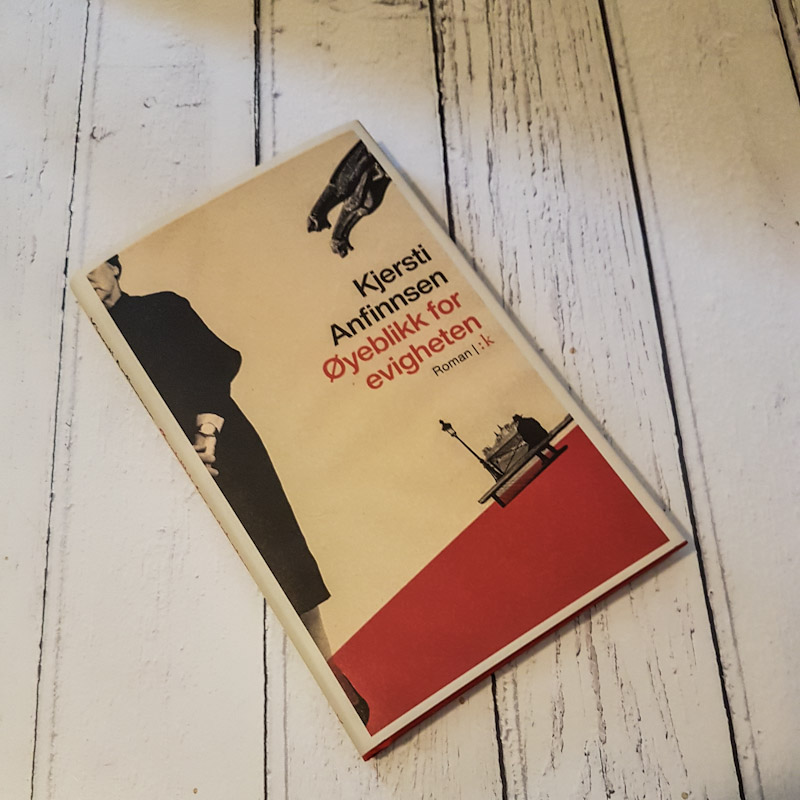 Kjersti
Anfinnsen
Øyeblikk for
evigheten
Roman |:k